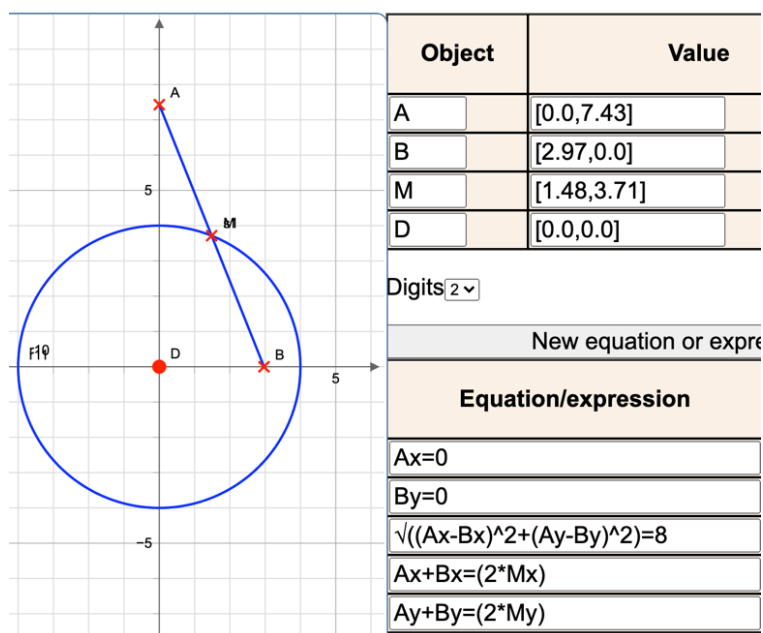 Object Value
A
A [0.0,7.43]
B [2.97,0.0]
5
M [1.48,3.71]
M
D [0.0,0.0]
Digits 2
New equation or expre
D
B
5
Equation/expression
Ax=0
By=0
√((Ax-Bx)^2+(Ay-By)^2)=8
−5
Ax+Bx=(2*Mx)
Ay+By=(2*My)